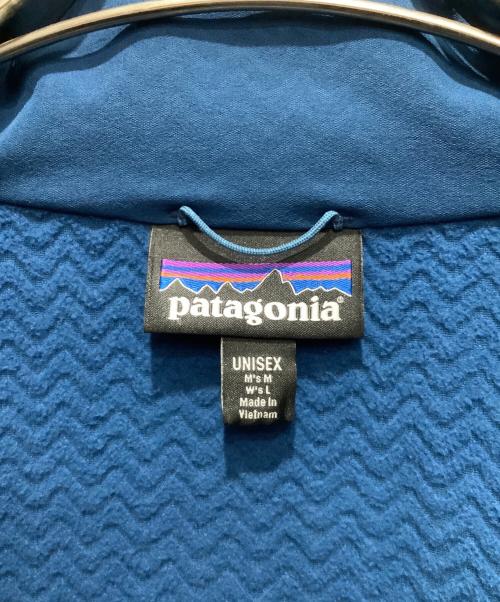 patagonia®
UNISEX
M's M
W's L
Made in
Vietnam